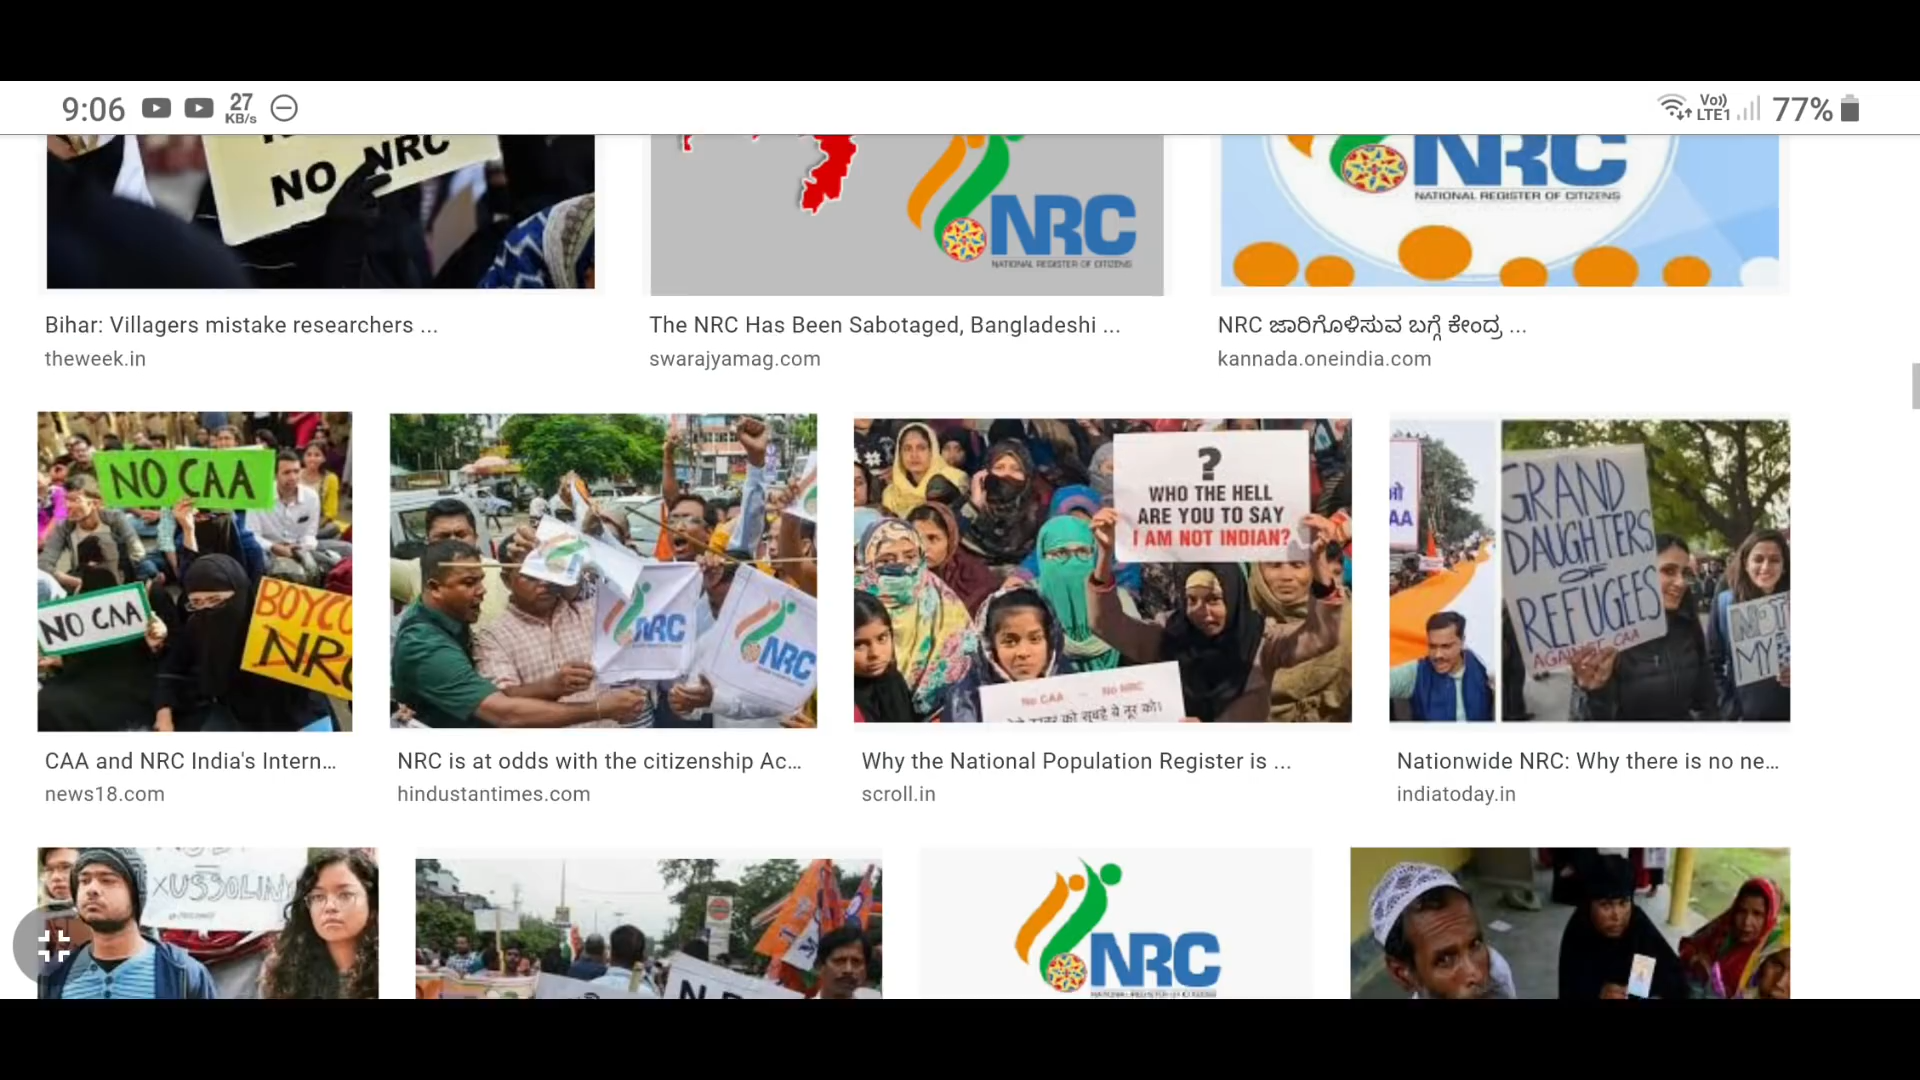 9:06
27
KB/s
Vo))
LTE1
77%
NO NRC
NRC
NATIONAL REGISTER OF CITIZENS
NRC
NATIONAL REGISTER OF CITIZENS
Bihar: Villagers mistake researchers ...
theweek.in
The NRC Has Been Sabotaged, Bangladeshi ...
swarajyamag.com
NRC ಜಾರಿಗೊಳಿಸುವ ಬಗ್ಗೆ ಕೇಂದ್ರ ...
kannada.oneindia.com
NO CAA
NO CAA
BOYCO
NRC
NRC
NRC
?
WHO THE HELL
ARE YOU TO SAY
I AM NOT INDIAN?
No CAA
No NRC
AA
GRAND
DAUGHTERS
OF
REFUGEES
AGAINST CAA
NOT
MY
CAA and NRC India's Intern...
news18.com
NRC is at odds with the citizenship Ac...
hindustantimes.com
Why the National Population Register is ...
scroll.in
Nationwide NRC: Why there is no ne...
indiatoday.in
NRC